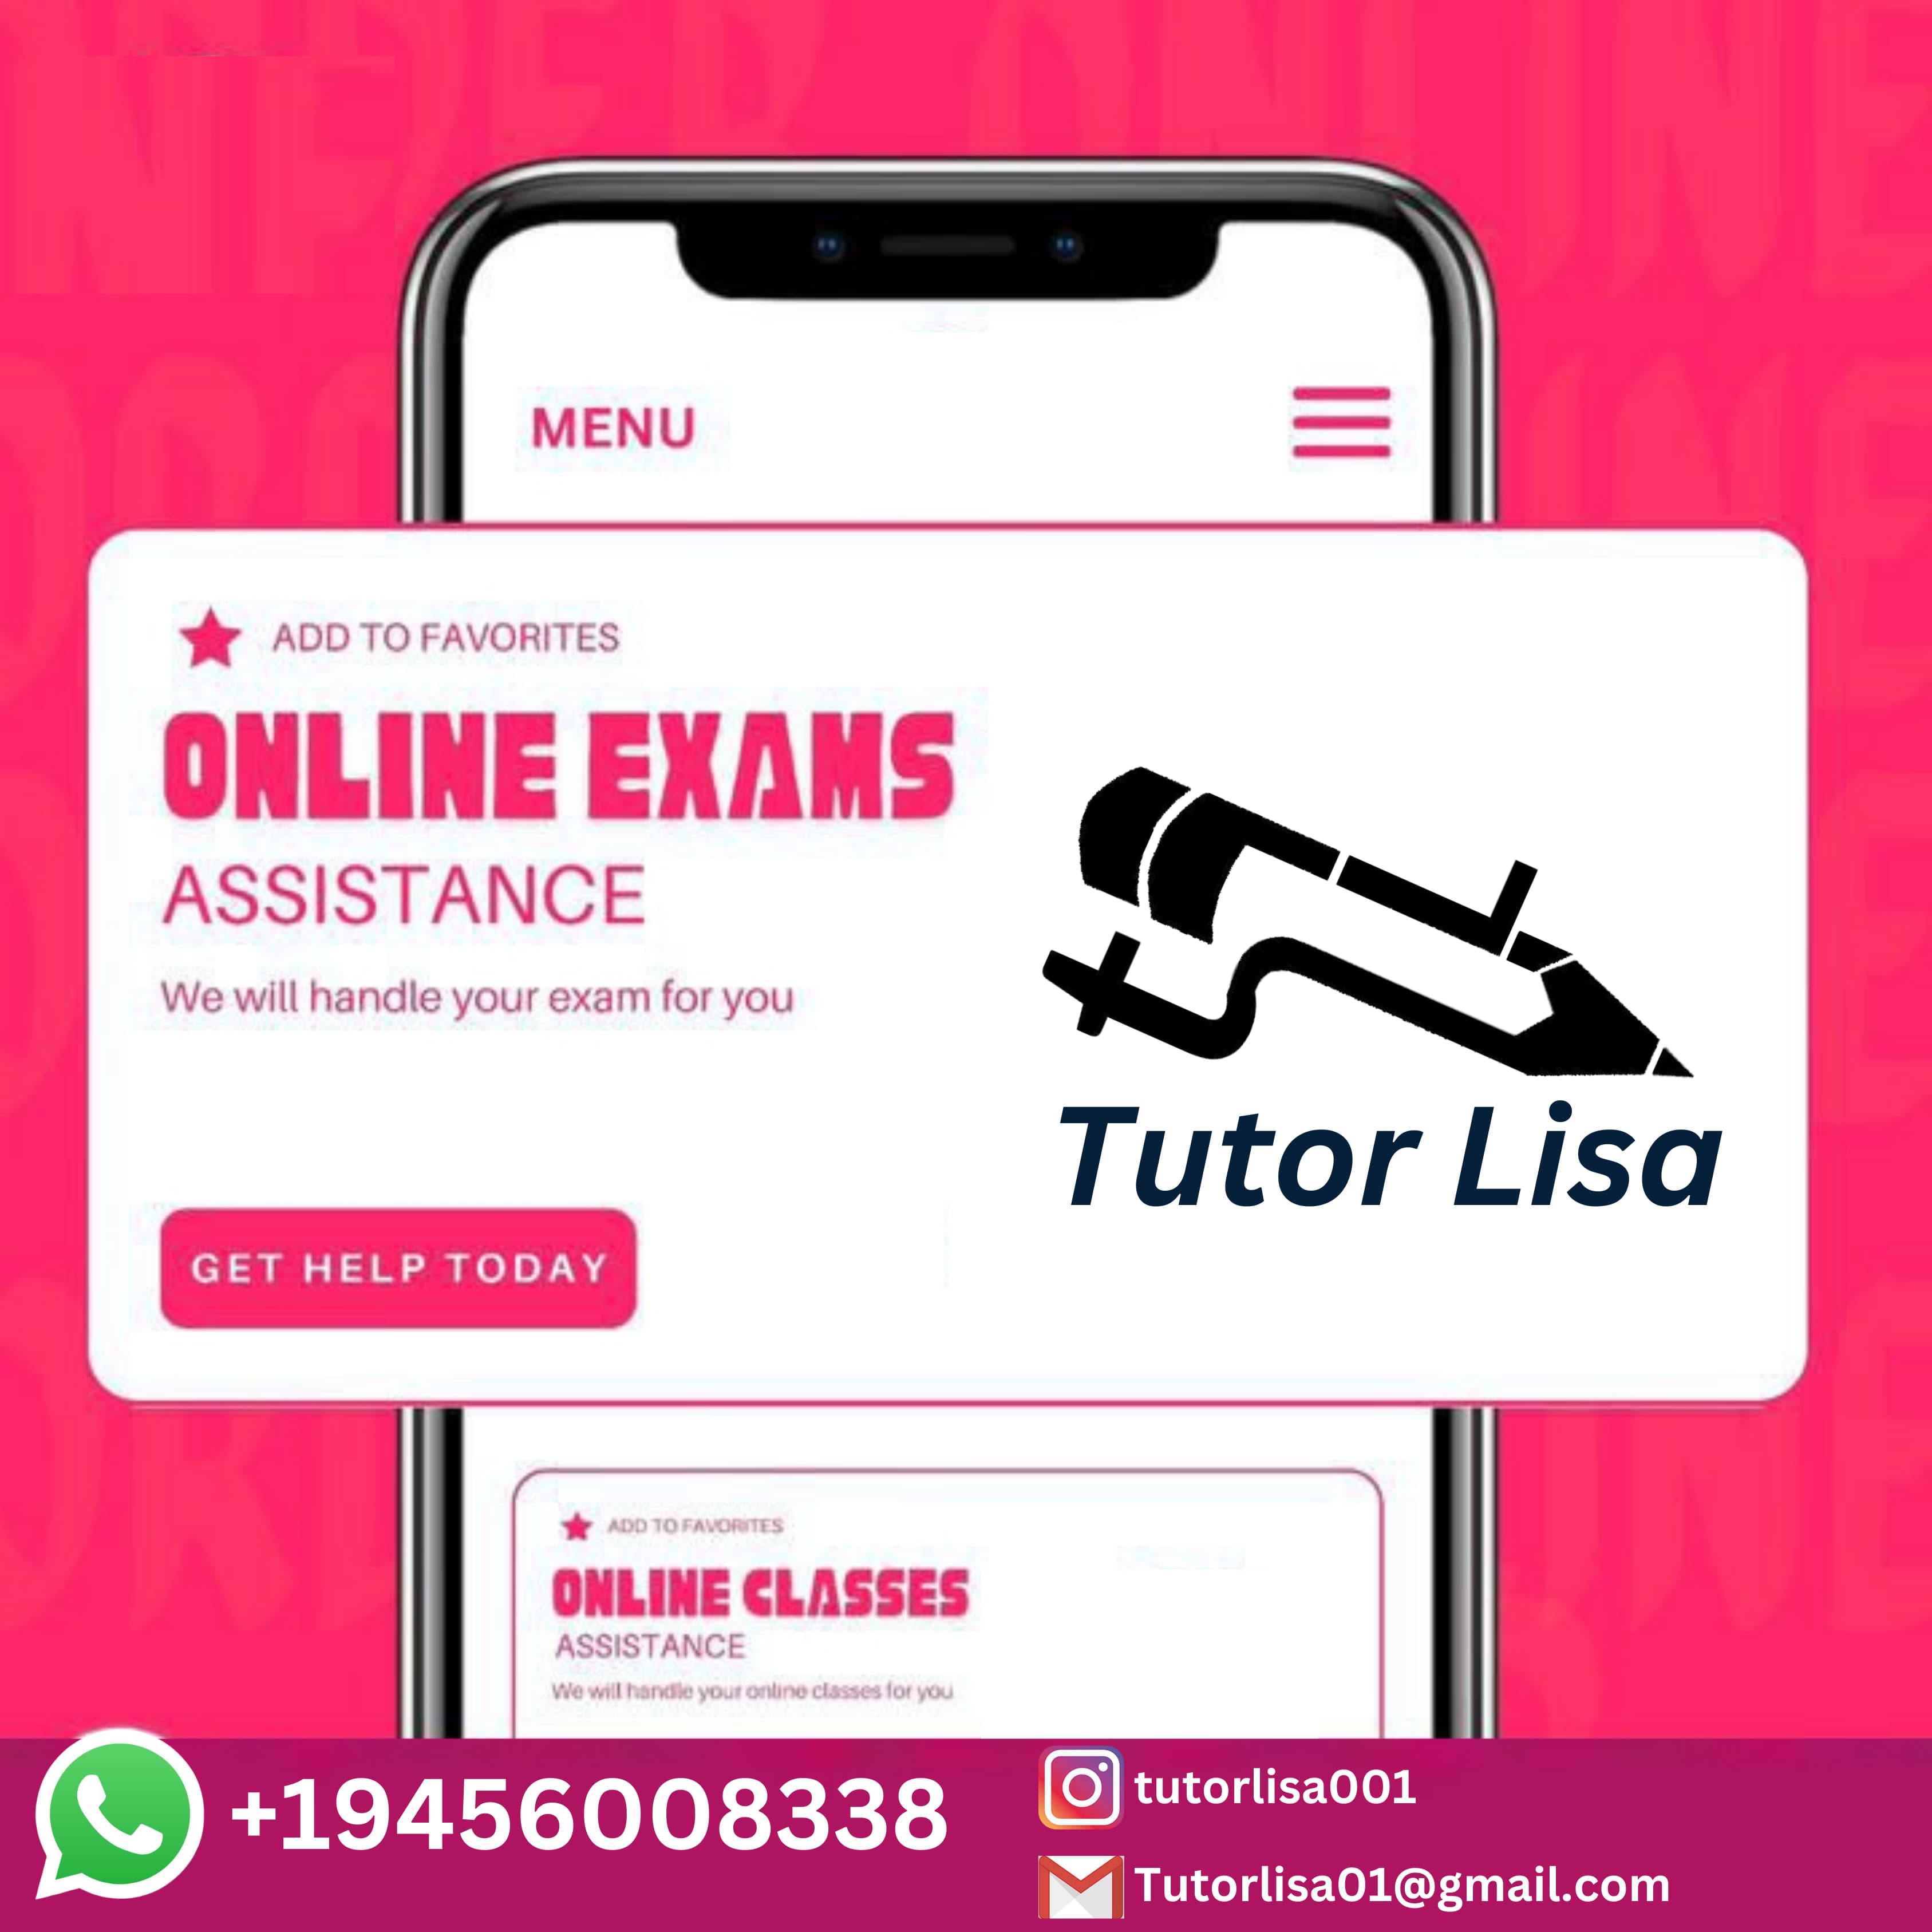 MENU
ADD TO FAVORITES
ONLINE EXAMS
ASSISTANCE
We will handle your exam for you
GET HELP TODAY
Tutor Lisa
ADD TO FAVORITES
ONLINE CLASSES
ASSISTANCE
We will handle your online classes for you
+19456008338
tutorlisa001
Tutorlisa01@gmail.com